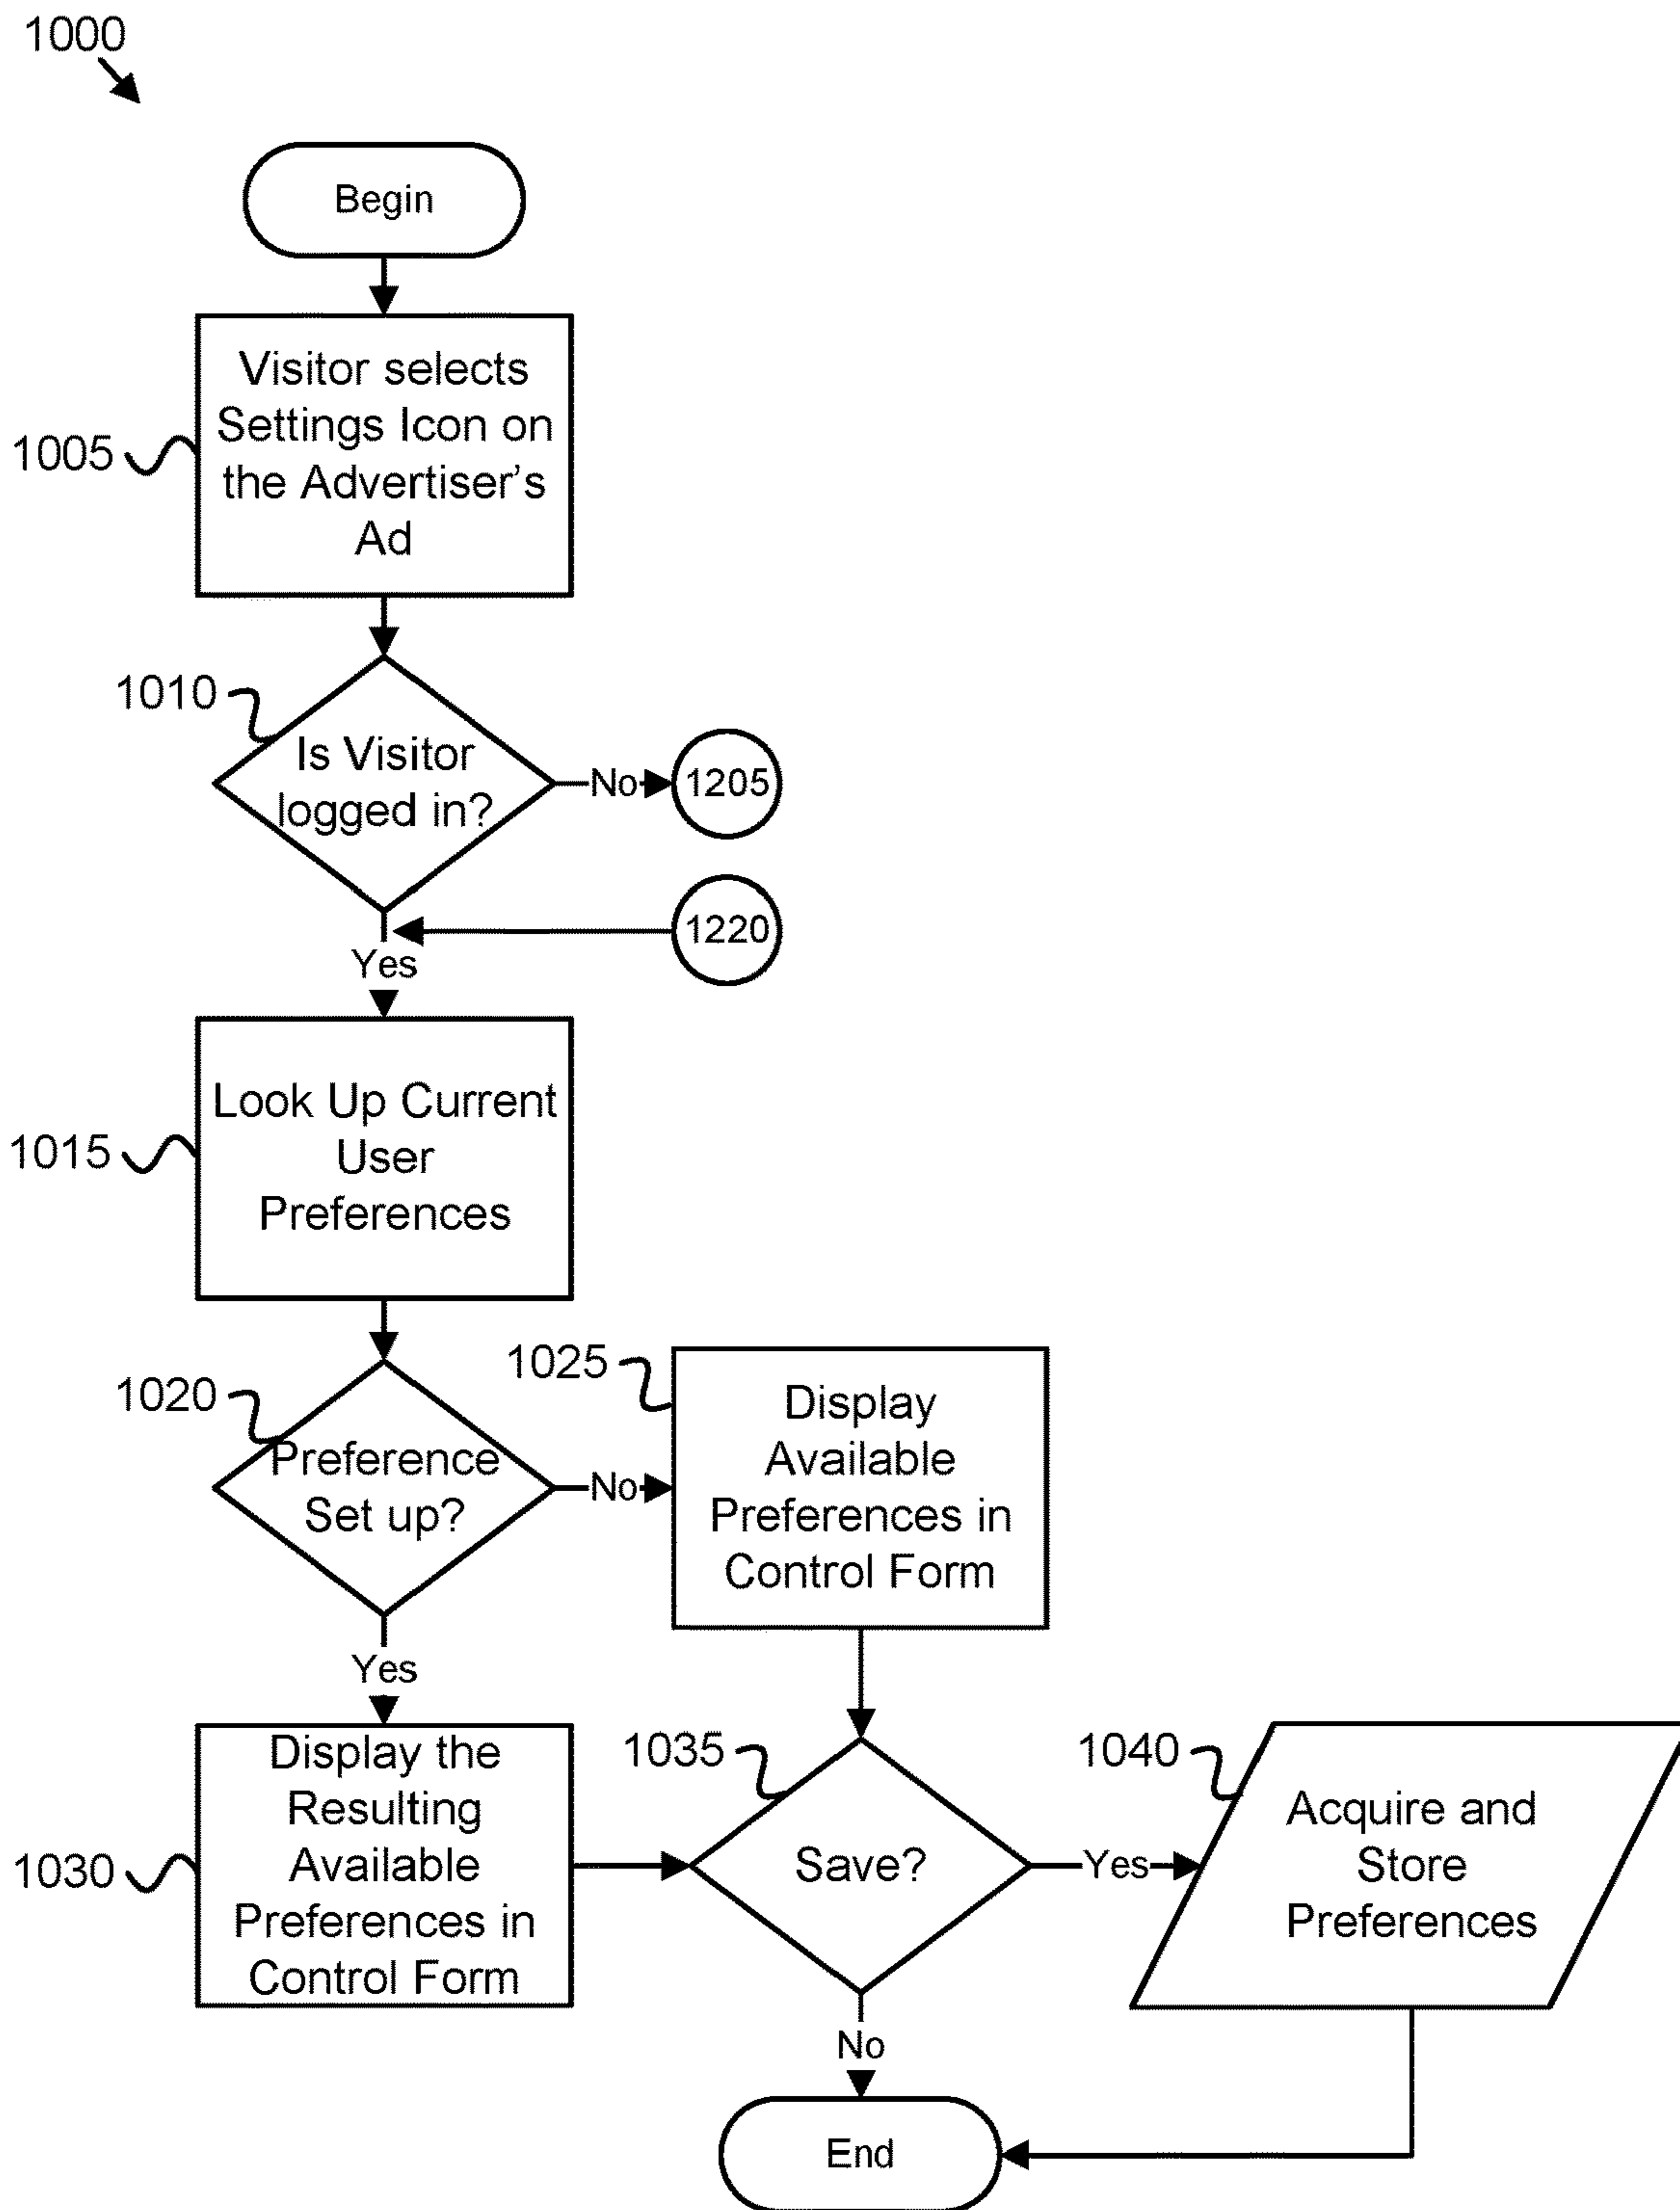 1000
Begin
Visitor selects
Settings Icon on
the Advertiser's
Ad
1005
1010
Is Visitor
logged in?
No
1205
1220
Yes
Look Up Current
User
Preferences
1015
1020
Preference
Set up?
No
1025
Display
Available
Preferences in
Control Form
Yes
Display the
Resulting
Available
Preferences in
Control Form
1030
1035
Save?
Yes
1040
Acquire and
Store
Preferences
No
End